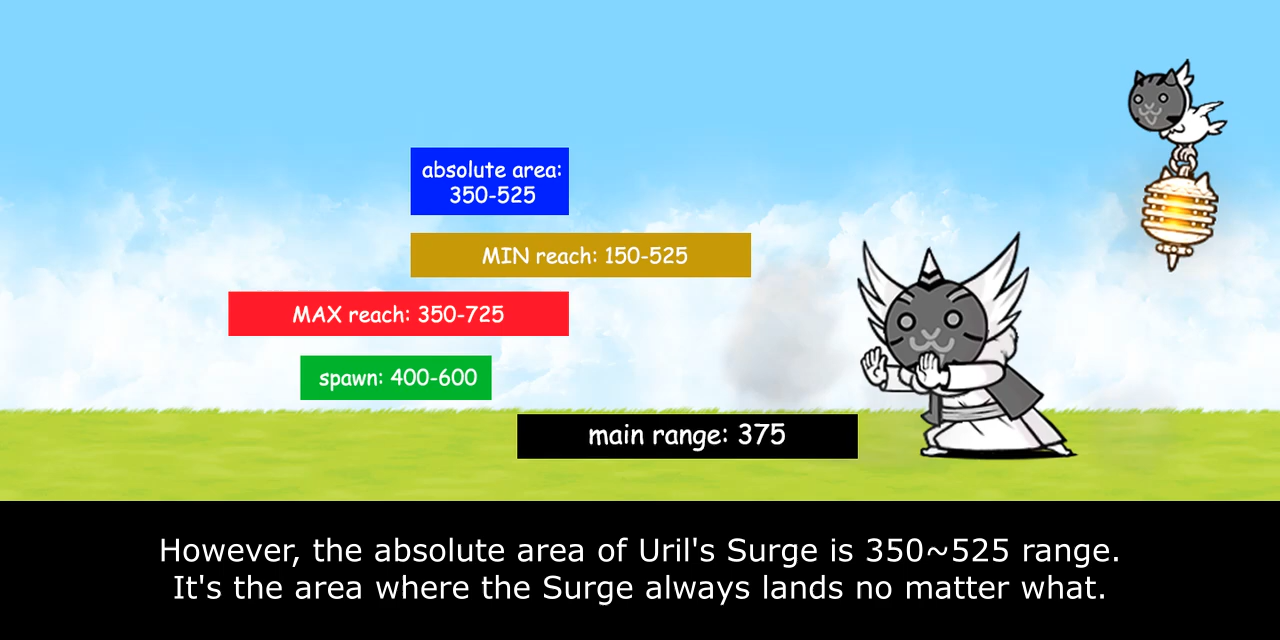 absolute area:
350-525
MIN reach: 150-525
MAX reach: 350-725
spawn: 400-600
main range: 375
However, the absolute area of Uril's Surge is 350~525 range.
It's the area where the Surge always lands no matter what.